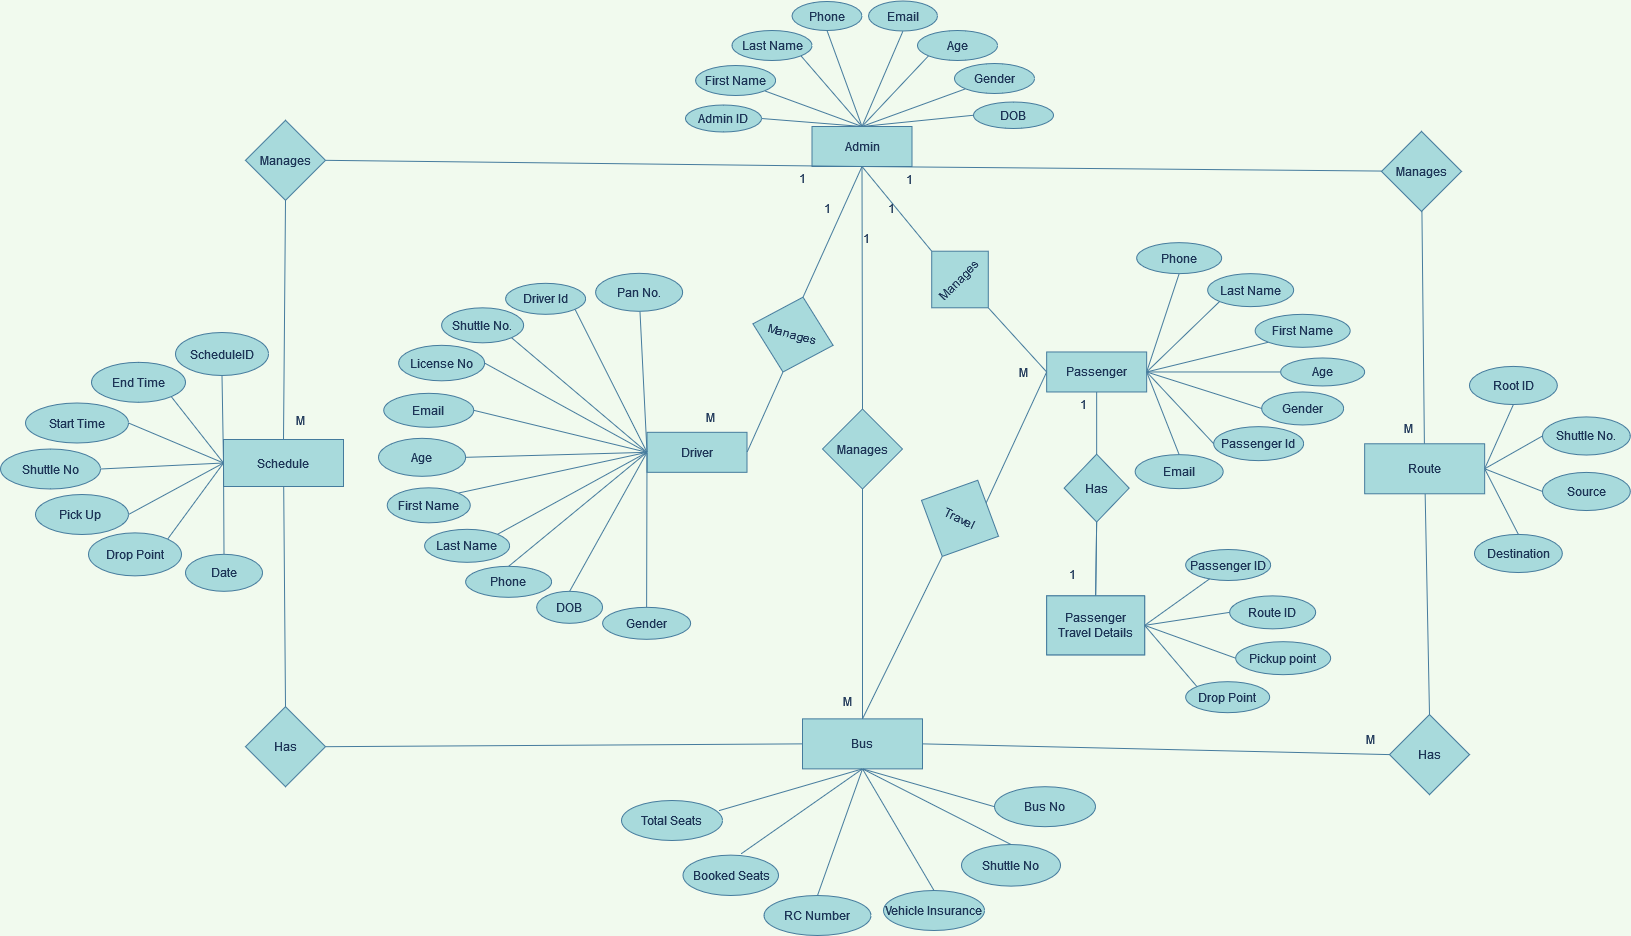 Phone
Email
Last Name
Age
First Name
Gender
Admin ID
DOB
Admin
Manages
Manages
1
1
1
1
1
Manages
Manages
Phone
Last Name
First Name
Age
Gender
Passenger Id
Email
Passenger
M
1
Pan No.
Driver Id
Shuttle No.
License No
Email
Age
First Name
Last Name
Phone
DOB
Gender
Driver
M
ScheduleID
End Time
Start Time
Shuttle No
Pick Up
Drop Point
Date
Schedule
M
Manages
Has
Travel
Root ID
Shuttle No.
Source
Destination
Route
M
1
Passenger
Travel Details
Passenger ID
Route ID
Pickup point
Drop Point
M
M
Has
Bus
Has
Total Seats
Booked Seats
RC Number
Vehicle Insurance
Shuttle No
Bus No